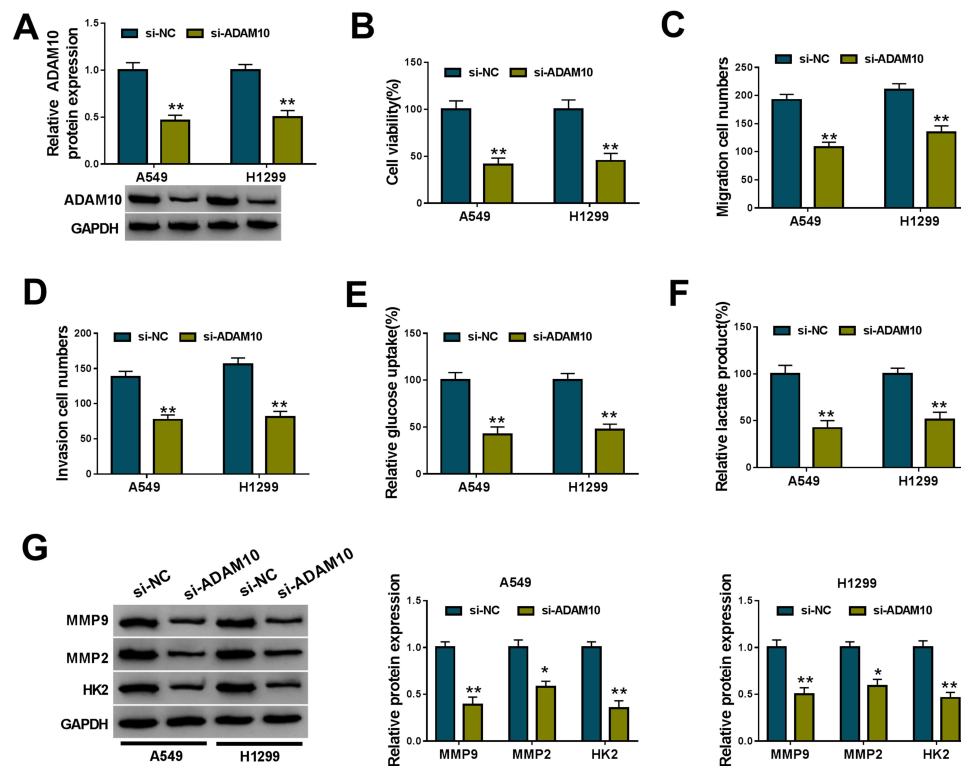 A
Relative ADAM10
protein expression
si-NC si-ADAM10
1.5
1.0
0.5
0.0
** **
A549 H1299
ADAM10
GAPDH
B
Cell viability(%)
si-NC si-ADAM10
150
100
50
0
** **
A549 H1299
C
Migration cell numbers
si-NC si-ADAM10
250
200
150
100
50
0
** **
A549 H1299
D
Invasion cell numbers
si-NC si-ADAM10
200
150
100
50
0
** **
A549 H1299
E
Relative glucose uptake(%)
si-NC si-ADAM10
150
100
50
0
** **
A549 H1299
F
Relative lactate product(%)
si-NC si-ADAM10
150
100
50
0
** **
A549 H1299
G
si-NC si-ADAM10 si-NC si-ADAM10
MMP9
MMP2
HK2
GAPDH
A549 H1299
A549
Relative protein expression
si-NC si-ADAM10
1.5
1.0
0.5
0.0
** * **
MMP9 MMP2 HK2
H1299
Relative protein expression
si-NC si-ADAM10
1.5
1.0
0.5
0.0
** * **
MMP9 MMP2 HK2